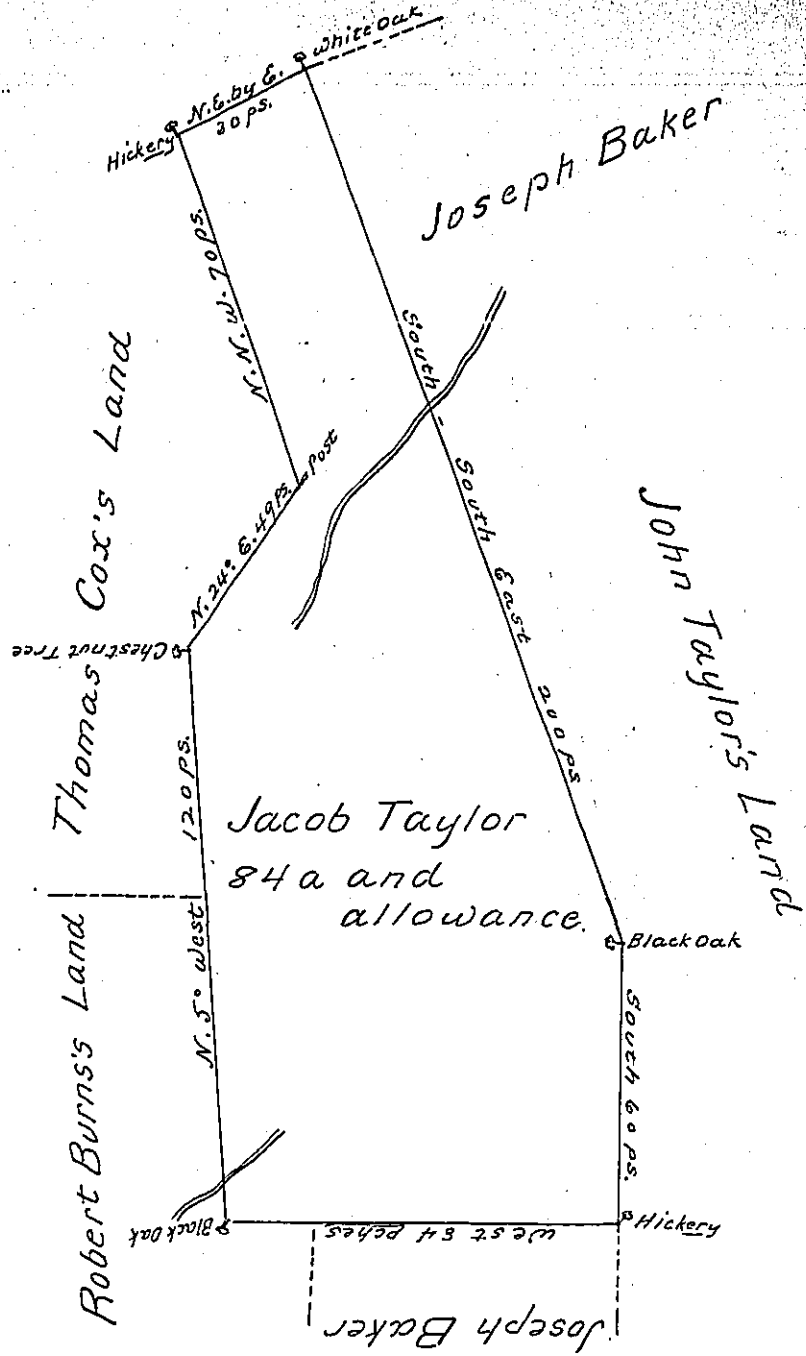 White Oak
N.E. by E.
30 ps.
Hickery
Joseph Baker
N.N.W. 70 ps.
South - South East 200 ps
Post
N. 24° E. 49 ps.
Chestnut Tree
Thomas Cox's Land
John Taylor's Land
N. 5° West 120 ps.
Jacob Taylor
84 a and
allowance.
Black Oak
Robert Burns's Land
South 60 ps.
Hickery
West 84 pches
Black Oak
Joseph Baker